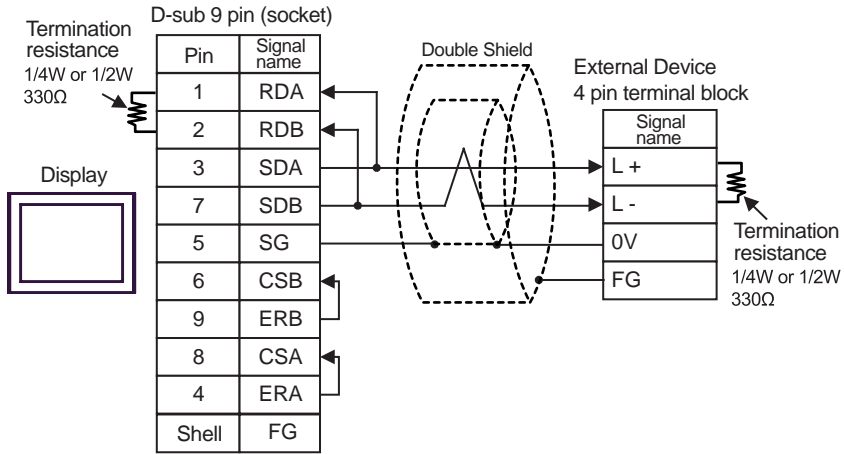 D-sub 9 pin (socket)
Termination
resistance
1/4W or 1/2W
330Ω
Display
Pin Signal name
1 RDA
2 RDB
3 SDA
7 SDB
5 SG
6 CSB
9 ERB
8 CSA
4 ERA
Shell FG
Double Shield
External Device
4 pin terminal block
Signal
name
L +
L -
0V
FG
Termination
resistance
1/4W or 1/2W
330Ω